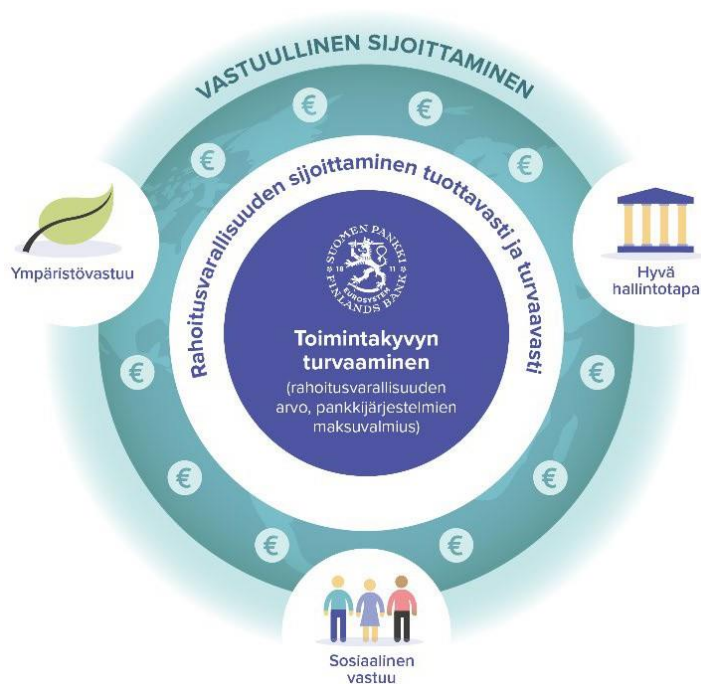 VASTUULLINEN SIJOITTAMINEN
€
€
€
€
Rahoitusvarallisuuden sijoittaminen tuottavasti ja turvaavasti
Ympäristövastuu
Hyvä
hallintotapa
SUOMEN PANKKI
1811
EUROSYSTEM
FINLANDS BANK
Toimintakyvyn
turvaaminen
(rahoitusvarallisuuden
arvo, pankkijärjestelmien
maksuvalmius)
€
€
€
€
€
€
Sosiaalinen
vastuu